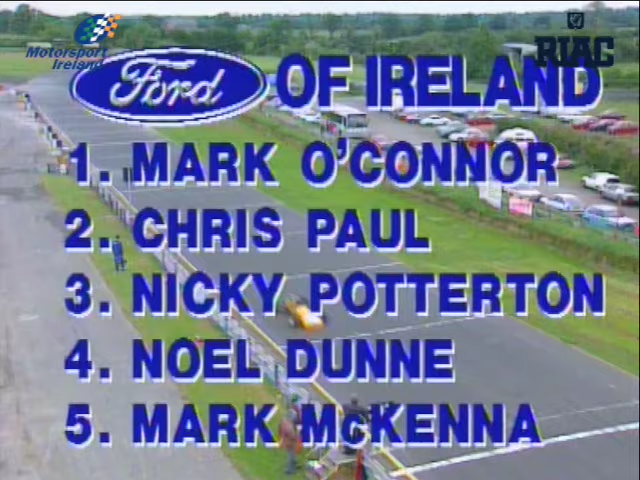 Motorsport
Ireland
RIAC
Ford OF IRELAND
1. MARK O'CONNOR
2. CHRIS PAUL
3. NICKY POTTERTON
4. NOEL DUNNE
5. MARK McKENNA